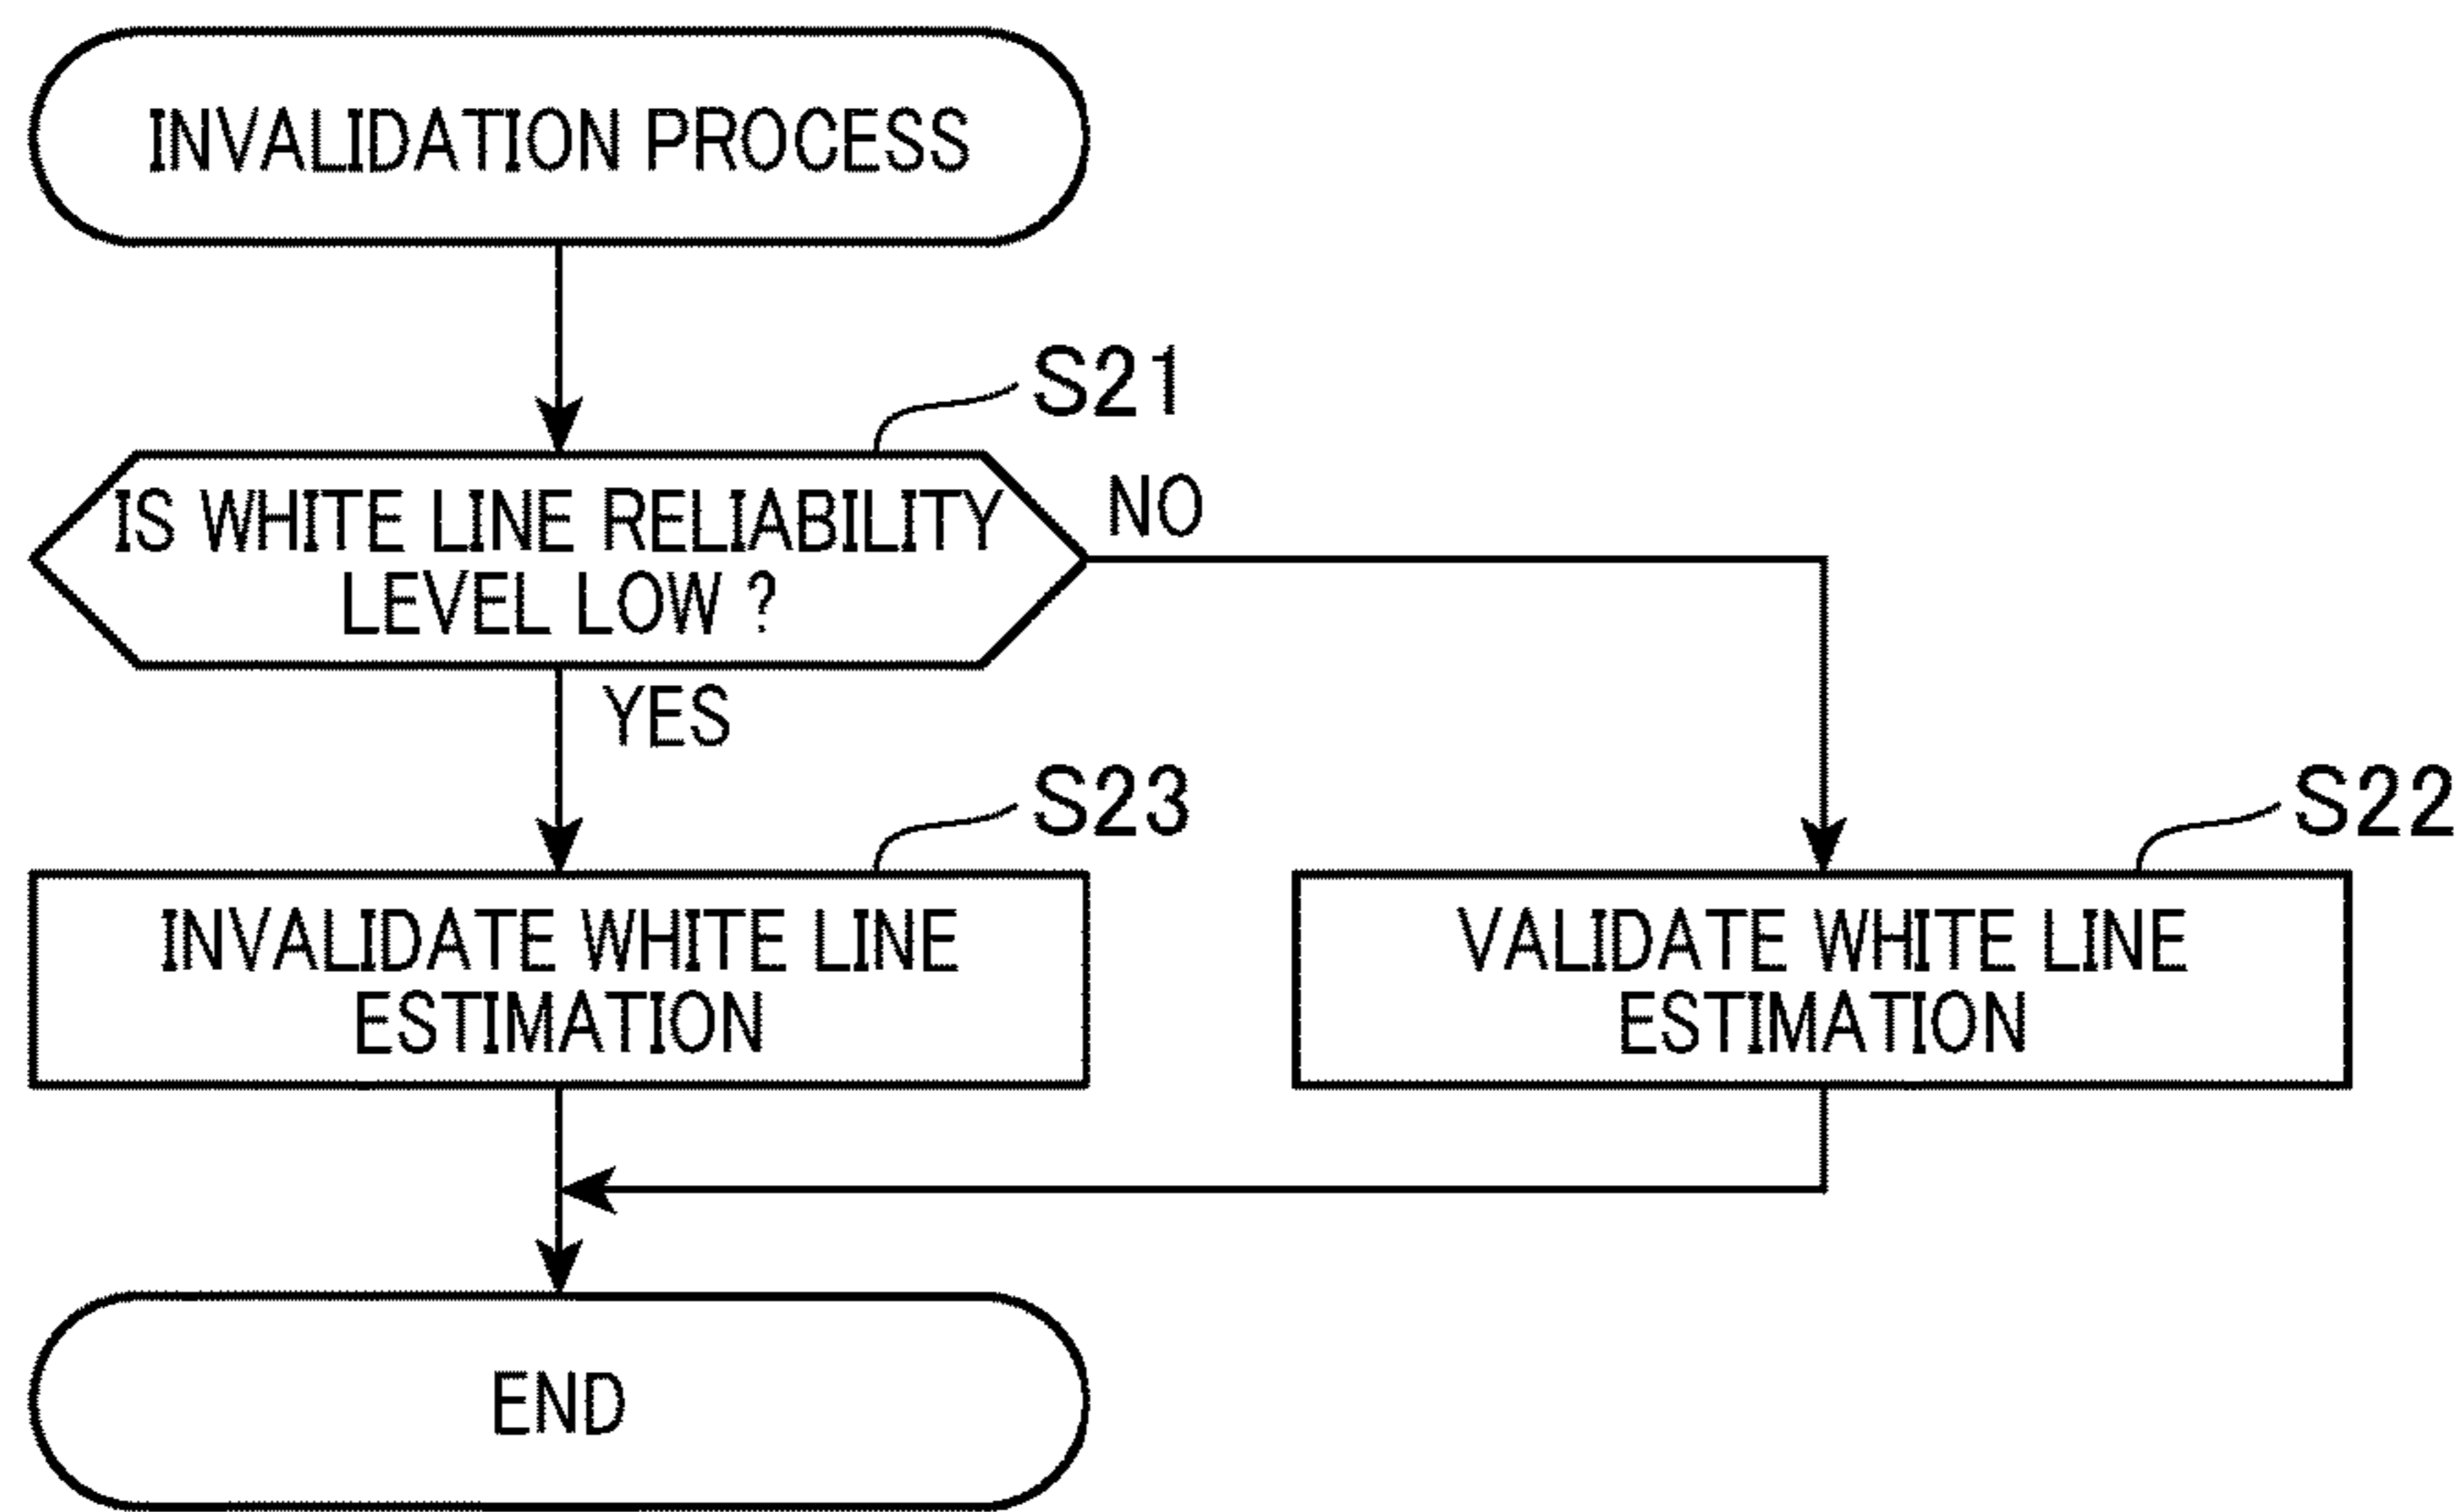 INVALIDATION PROCESS
S21
IS WHITE LINE RELIABILITY
LEVEL LOW ?
NO
YES
S23
INVALIDATE WHITE LINE
ESTIMATION
S22
VALIDATE WHITE LINE
ESTIMATION
END